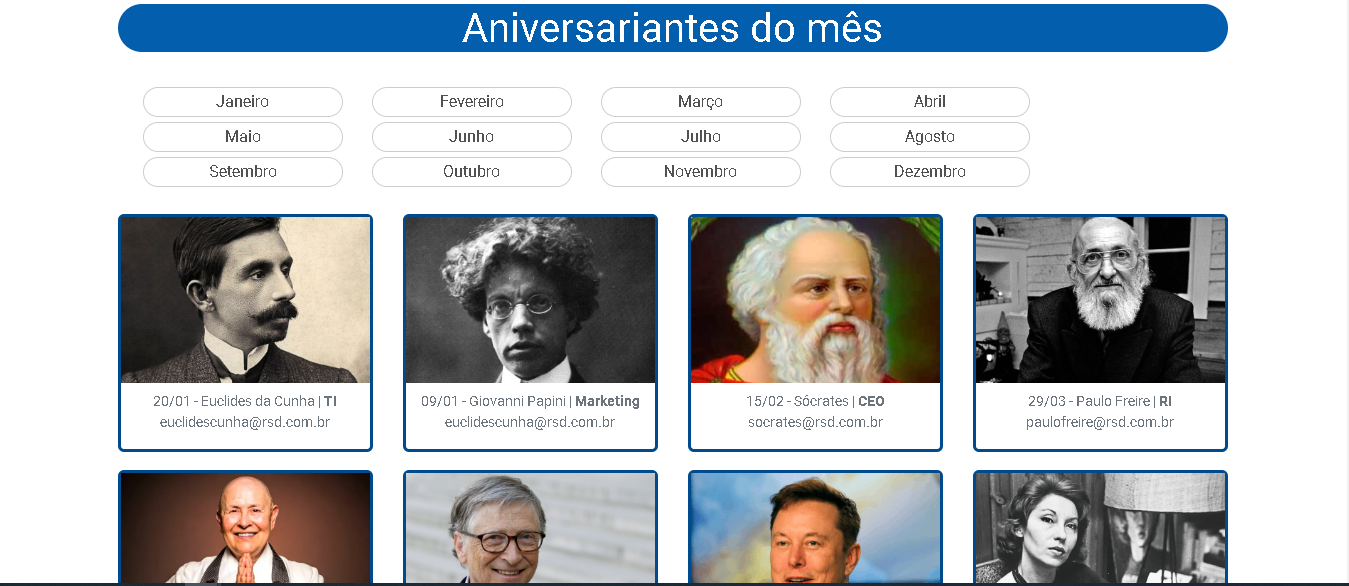 Aniversariantes do mês
Janeiro
Fevereiro
Março
Abril
Maio
Junho
Julho
Agosto
Setembro
Outubro
Novembro
Dezembro
20/01 - Euclides da Cunha | TI
euclidescunha@rsd.com.br
09/01 - Giovanni Papini | Marketing
euclidescunha@rsd.com.br
15/02 - Sócrates | CEO
socrates@rsd.com.br
29/03 - Paulo Freire | RI
paulofreire@rsd.com.br